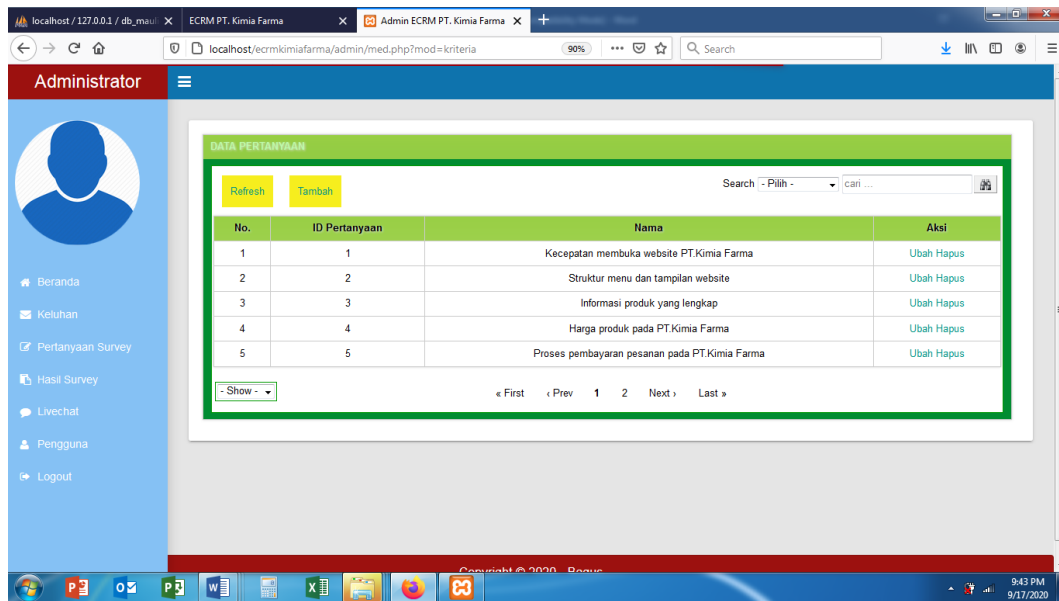 localhost / 127.0.0.1 / db_mauli
ECRM PT. Kimia Farma
Admin ECRM PT. Kimia Farma
localhost/ecrmkimiafarma/admin/med.php?mod=kriteria
90%
Search
Administrator
DATA PERTANYAAN
Refresh
Tambah
Search
- Pilih -
cari ...
No. ID Pertanyaan Nama Aksi
1 1 Kecepatan membuka website PT.Kimia Farma Ubah Hapus
2 2 Struktur menu dan tampilan website Ubah Hapus
3 3 Informasi produk yang lengkap Ubah Hapus
4 4 Harga produk pada PT.Kimia Farma Ubah Hapus
5 5 Proses pembayaran pesanan pada PT.Kimia Farma Ubah Hapus
- Show -
« First ‹ Prev 1 2 Next › Last »
Beranda
Keluhan
Pertanyaan Survey
Hasil Survey
Livechat
Pengguna
Logout
Copyright © 2020
9:43 PM
9/17/2020